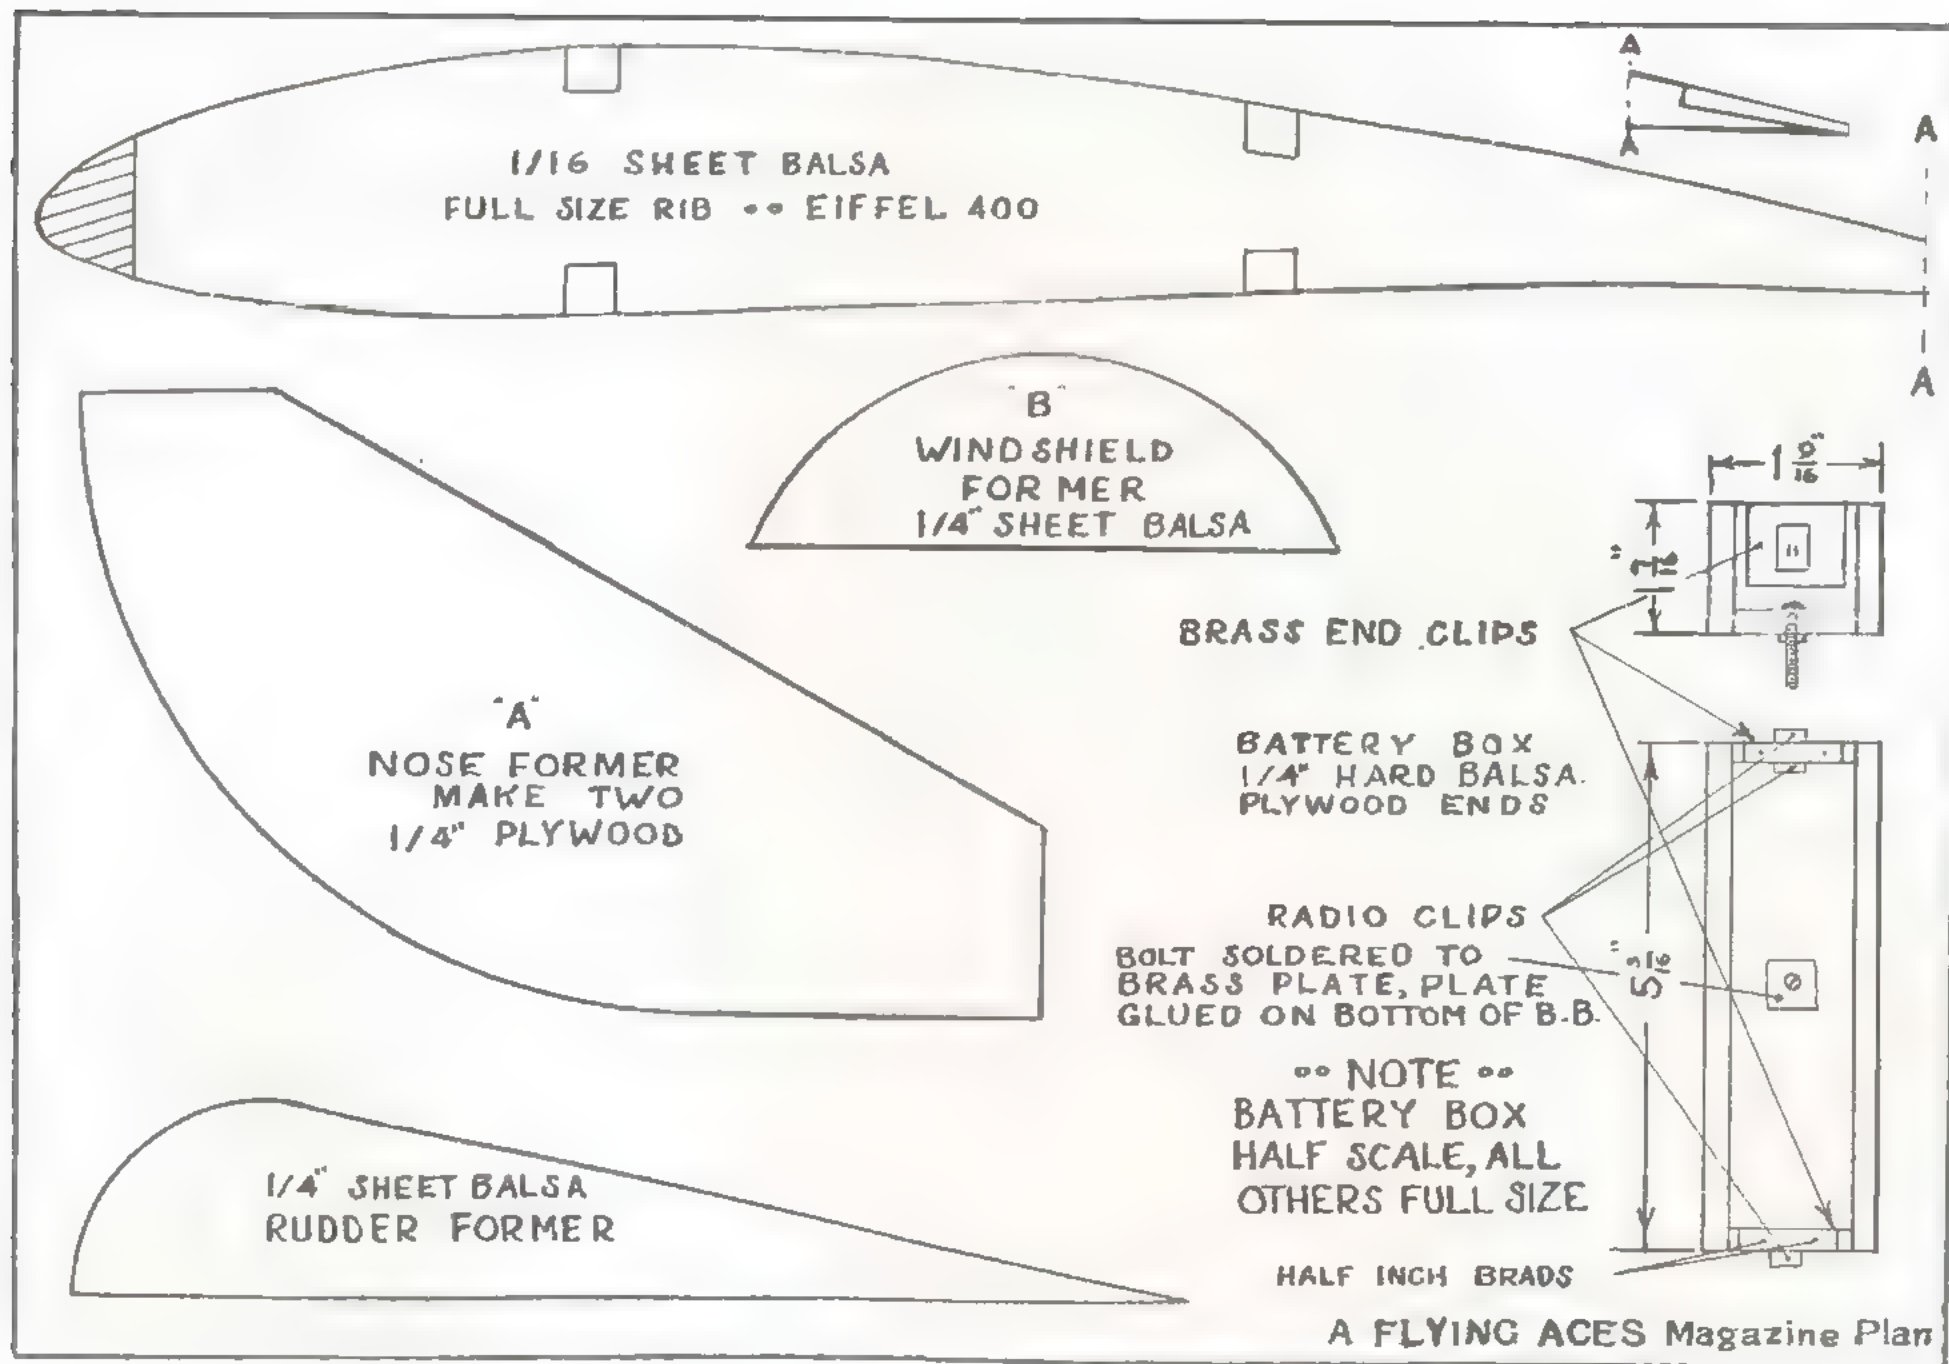 A
A
A
A
1/16 SHEET BALSA
FULL SIZE RIB •• EIFFEL 400
"B"
WINDSHIELD
FORMER
1/4" SHEET BALSA
BRASS END CLIPS
"A"
NOSE FORMER
MAKE TWO
1/4" PLYWOOD
BATTERY BOX
1/4" HARD BALSA.
PLYWOOD ENDS
RADIO CLIPS
BOLT SOLDERED TO
BRASS PLATE, PLATE
GLUED ON BOTTOM OF B.B.
5 3/16"
•• NOTE ••
BATTERY BOX
HALF SCALE, ALL
OTHERS FULL SIZE
1/4" SHEET BALSA
RUDDER FORMER
HALF INCH BRADS
A FLYING ACES Magazine Plan